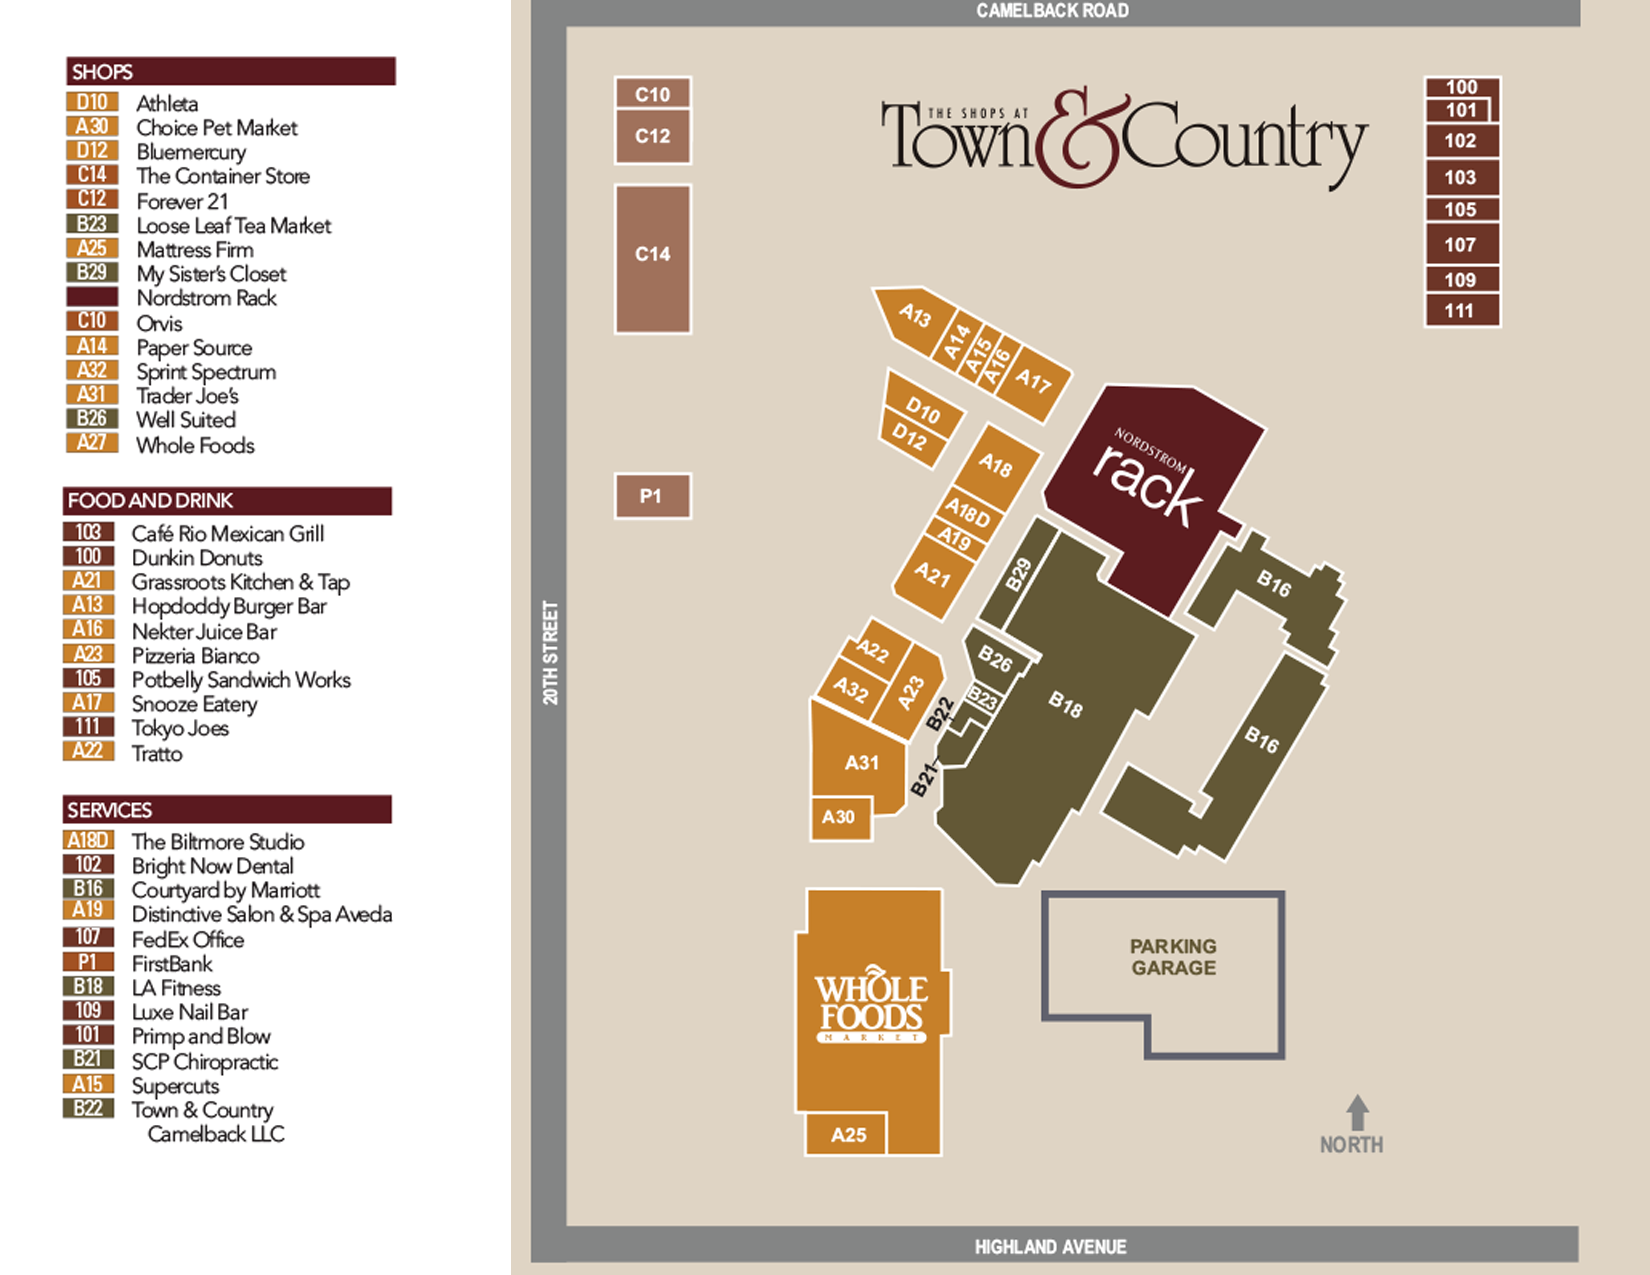 SHOPS
D10 Athleta
A30 Choice Pet Market
D12 Bluemercury
C14 The Container Store
C12 Forever 21
B23 Loose Leaf Tea Market
A25 Mattress Firm
B29 My Sister's Closet
Nordstrom Rack
C10 Orvis
A14 Paper Source
A32 Sprint Spectrum
A31 Trader Joe's
B26 Well Suited
A27 Whole Foods
FOOD AND DRINK
103 Café Rio Mexican Grill
100 Dunkin Donuts
A21 Grassroots Kitchen & Tap
A13 Hopdoddy Burger Bar
A16 Nekter Juice Bar
A23 Pizzeria Bianco
105 Potbelly Sandwich Works
A17 Snooze Eatery
111 Tokyo Joes
A22 Tratto
SERVICES
A18D The Biltmore Studio
102 Bright Now Dental
B16 Courtyard by Marriott
A19 Distinctive Salon & Spa Aveda
107 FedEx Office
P1 FirstBank
B18 LA Fitness
109 Luxe Nail Bar
101 Primp and Blow
B21 SCP Chiropractic
A15 Supercuts
B22 Town & Country
Camelback LLC
CAMELBACK ROAD
20TH STREET
THE SHOPS AT
Town & Country
C10
C12
C14
P1
100
101
102
103
105
107
109
111
A13
A14
A15
A16
A17
D10
D12
A18
A18D
A19
A21
NORDSTROM
rack
B29
B16
A22
A32
A23
B26
B23
B22
B21
B18
B16
A31
A30
WHOLE
FOODS
MARKET
A25
PARKING
GARAGE
NORTH
HIGHLAND AVENUE